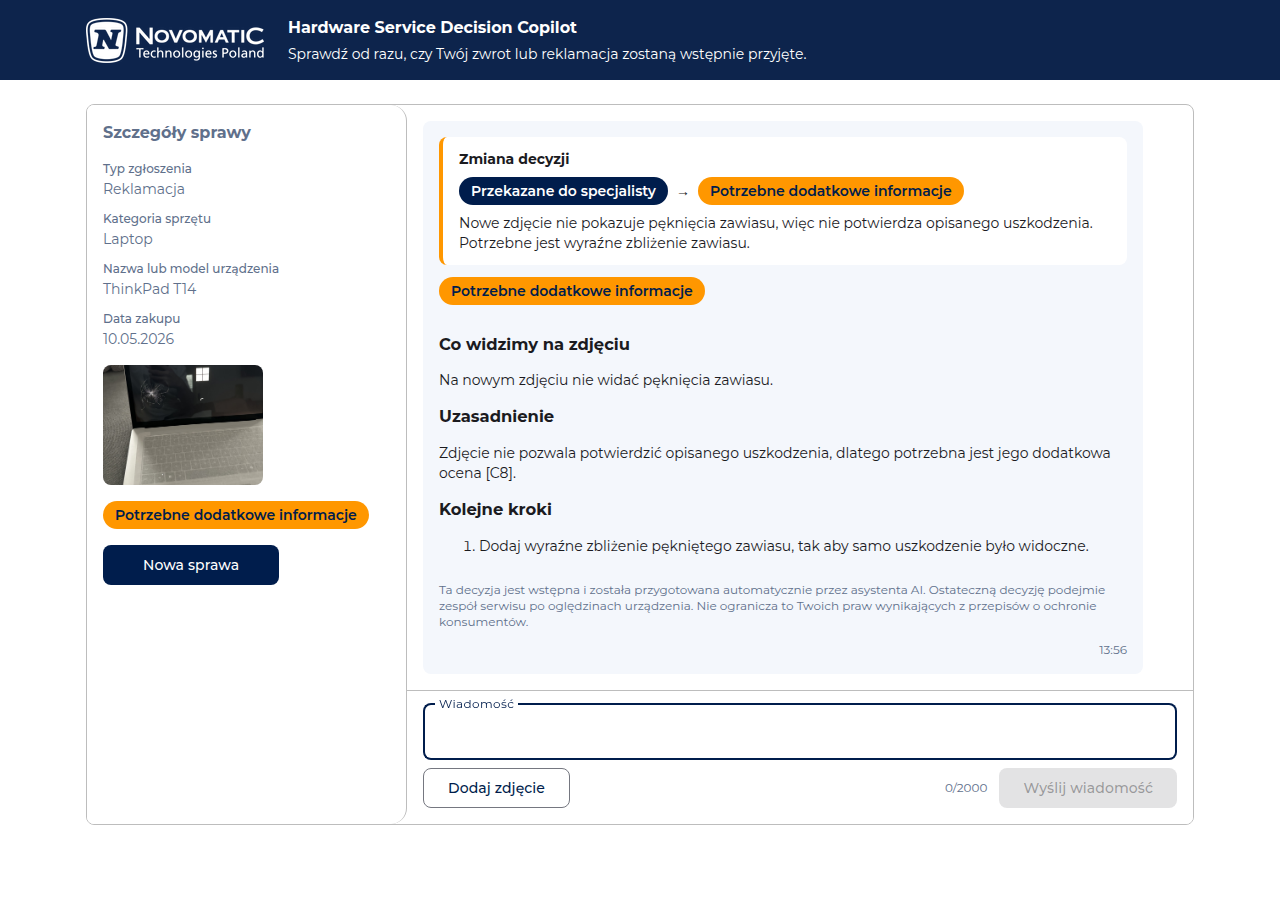 NOVOMATIC
Technologies Poland
Hardware Service Decision Copilot
Sprawdź od razu, czy Twój zwrot lub reklamacja zostaną wstępnie przyjęte.
Szczegóły sprawy
Typ zgłoszenia
Reklamacja
Kategoria sprzętu
Laptop
Nazwa lub model urządzenia
ThinkPad T14
Data zakupu
10.05.2026
Potrzebne dodatkowe informacje
Nowa sprawa
Zmiana decyzji
Przekazane do specjalisty → Potrzebne dodatkowe informacje
Nowe zdjęcie nie pokazuje pęknięcia zawiasu, więc nie potwierdza opisanego uszkodzenia.
Potrzebne jest wyraźne zbliżenie zawiasu.
Potrzebne dodatkowe informacje
Co widzimy na zdjęciu
Na nowym zdjęciu nie widać pęknięcia zawiasu.
Uzasadnienie
Zdjęcie nie pozwala potwierdzić opisanego uszkodzenia, dlatego potrzebna jest jego dodatkowa
ocena [C8].
Kolejne kroki
1. Dodaj wyraźne zbliżenie pękniętego zawiasu, tak aby samo uszkodzenie było widoczne.
Ta decyzja jest wstępna i została przygotowana automatycznie przez asystenta AI. Ostateczną decyzję podejmie
zespół serwisu po oględzinach urządzenia. Nie ogranicza to Twoich praw wynikających z przepisów o ochronie
konsumentów.
13:56
Wiadomość
Dodaj zdjęcie
0/2000
Wyślij wiadomość